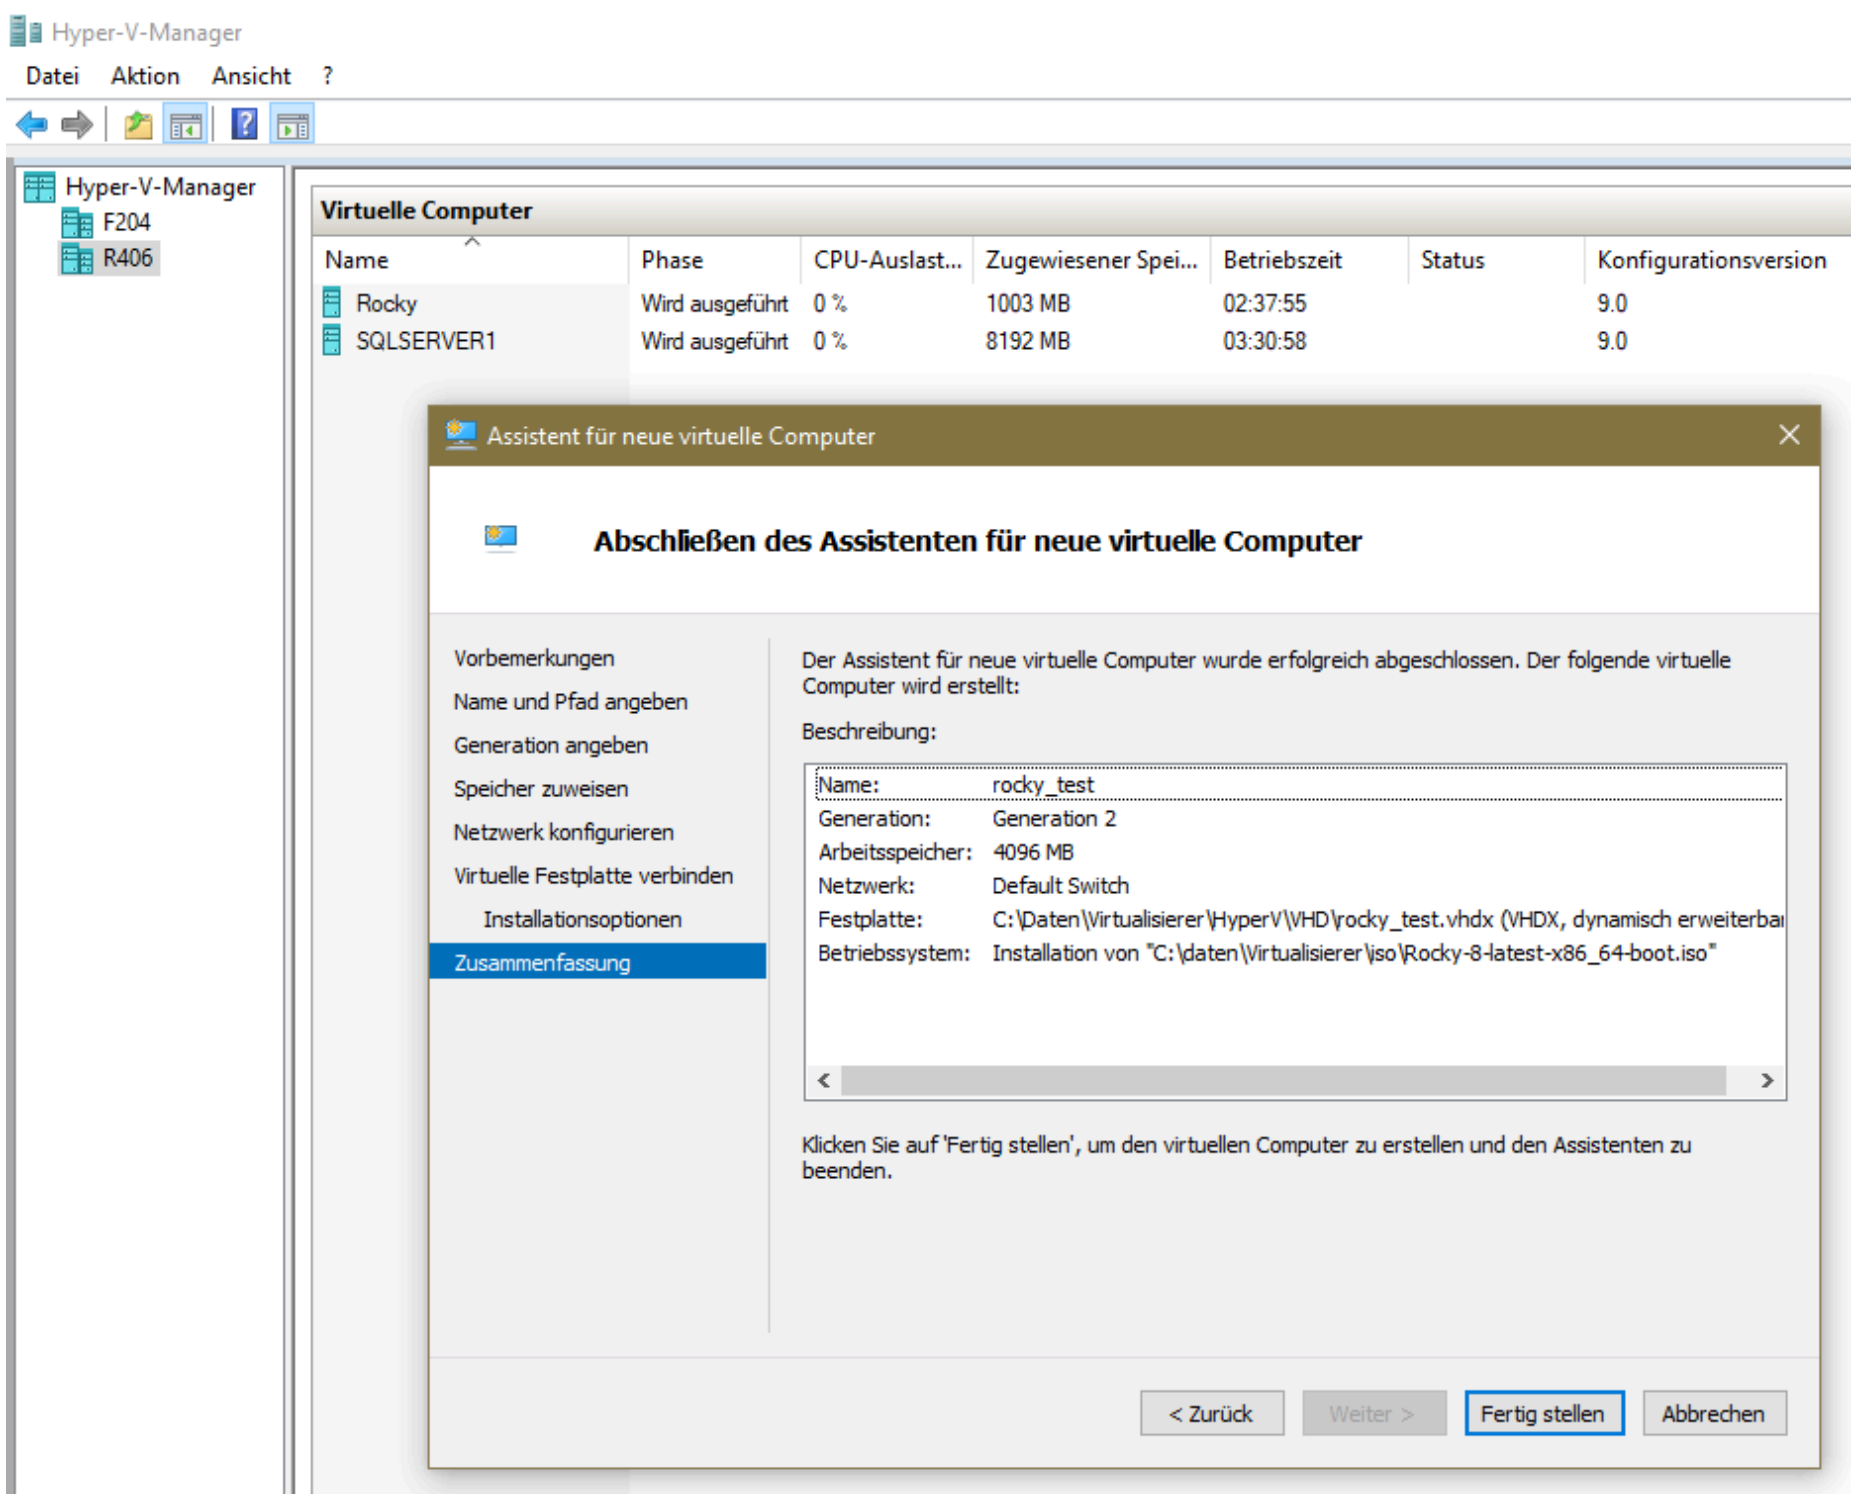 Hyper-V-Manager
Datei Aktion Ansicht ?
Hyper-V-Manager
F204
R406
Virtuelle Computer
Name Phase CPU-Auslast... Zugewiesener Spei... Betriebszeit Status Konfigurationsversion
Rocky Wird ausgeführt 0 % 1003 MB 02:37:55 9.0
SQLSERVER1 Wird ausgeführt 0 % 8192 MB 03:30:58 9.0
Assistent für neue virtuelle Computer
Abschließen des Assistenten für neue virtuelle Computer
Vorbemerkungen
Name und Pfad angeben
Generation angeben
Speicher zuweisen
Netzwerk konfigurieren
Virtuelle Festplatte verbinden
Installationsoptionen
Zusammenfassung
Der Assistent für neue virtuelle Computer wurde erfolgreich abgeschlossen. Der folgende virtuelle
Computer wird erstellt:
Beschreibung:
Name: rocky_test
Generation: Generation 2
Arbeitsspeicher: 4096 MB
Netzwerk: Default Switch
Festplatte: C:\Daten\Virtualisierer\HyperV\VHD\rocky_test.vhdx (VHDX, dynamisch erweiterbar
Betriebssystem: Installation von "C:\daten\Virtualisierer\iso\Rocky-8-latest-x86_64-boot.iso"
Klicken Sie auf 'Fertig stellen', um den virtuellen Computer zu erstellen und den Assistenten zu
beenden.
< Zurück Weiter > Fertig stellen Abbrechen